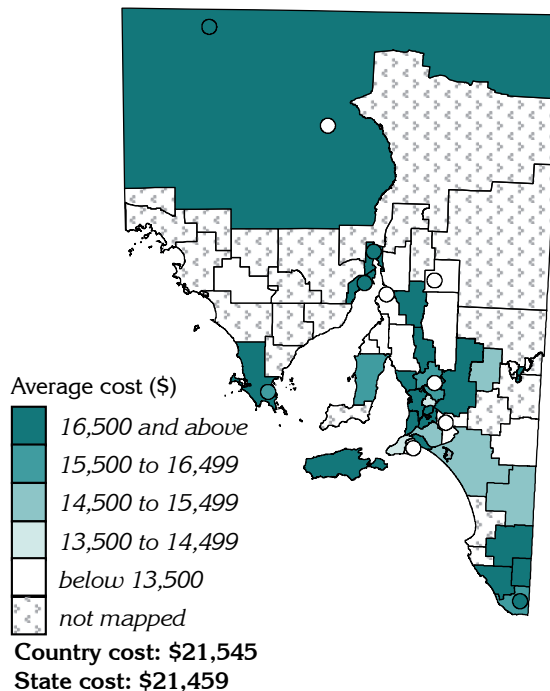 Average cost ($)
16,500 and above
15,500 to 16,499
14,500 to 15,499
13,500 to 14,499
below 13,500
not mapped
Country cost: $21,545
State cost: $21,459